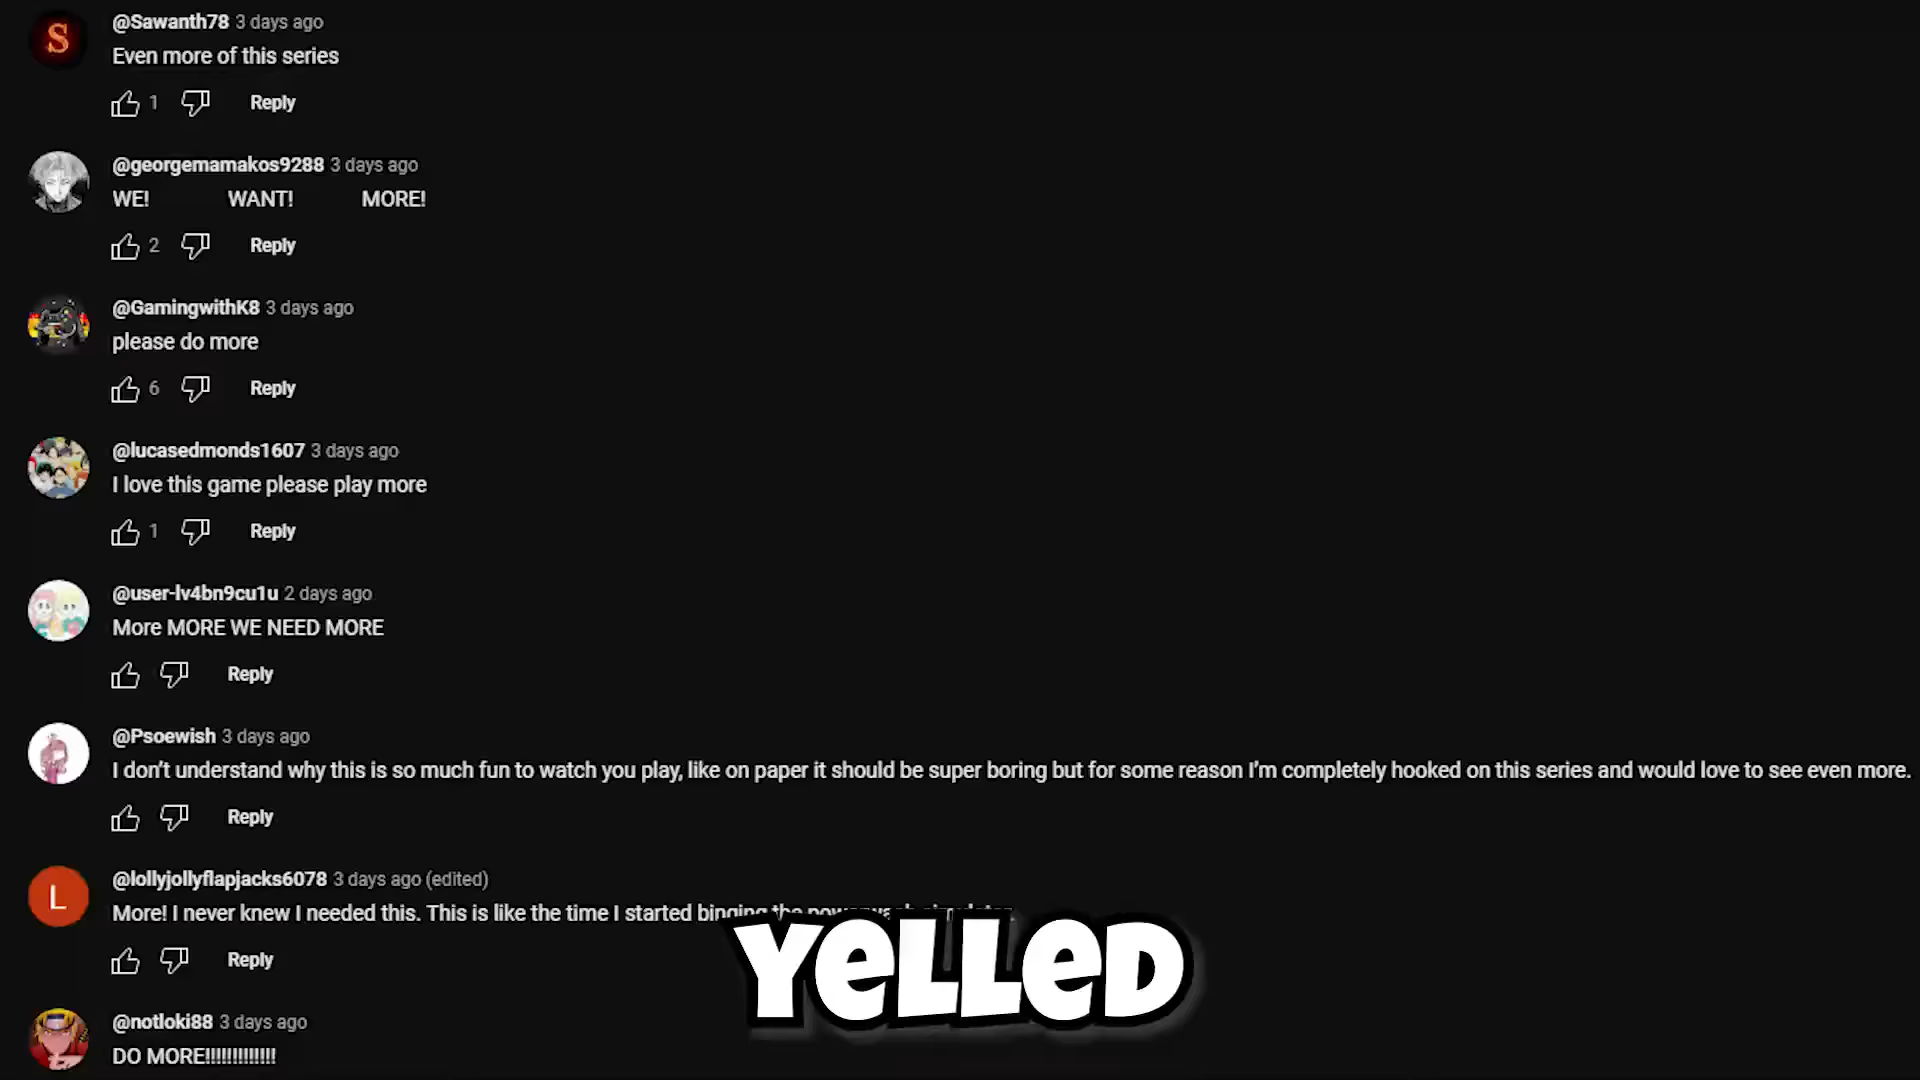 S
@Sawanth78 3 days ago
Even more of this series
1 Reply
@georgemamakos9288 3 days ago
WE! WANT! MORE!
2 Reply
@GamingwithK8 3 days ago
please do more
6 Reply
@lucasedmonds1607 3 days ago
I love this game please play more
1 Reply
@user-lv4bn9cu1u 2 days ago
More MORE WE NEED MORE
Reply
@Psoewish 3 days ago
I don’t understand why this is so much fun to watch you play, like on paper it should be super boring but for some reason I’m completely hooked on this series and would love to see even more.
Reply
L
@lollyjollyflapjacks6078 3 days ago (edited)
More! I never knew I needed this. This is like the time I started binging the powerwash simulator.
Reply
YeLLeD
@notloki88 3 days ago
DO MORE!!!!!!!!!!!!!